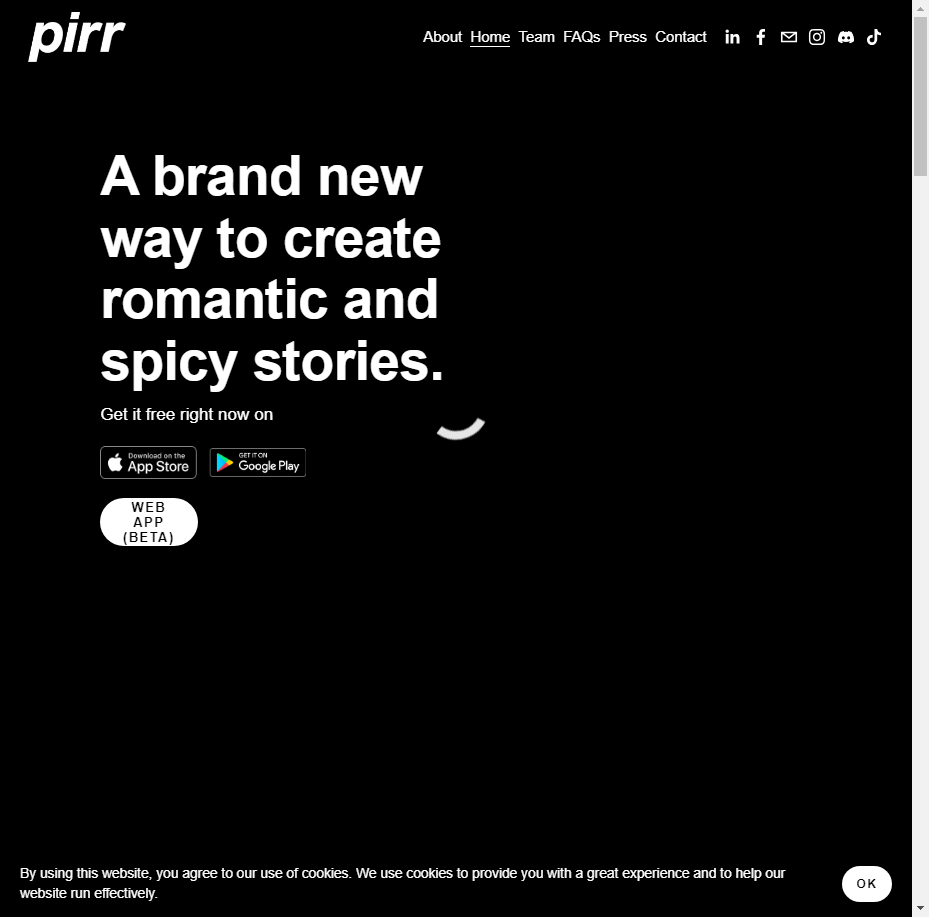 pirr
About Home Team FAQs Press Contact
A brand new
way to create
romantic and
spicy stories.
Get it free right now on
Download on the
App Store
GET IT ON
Google Play
WEB
APP
(BETA)
By using this website, you agree to our use of cookies. We use cookies to provide you with a great experience and to help our
website run effectively.
OK